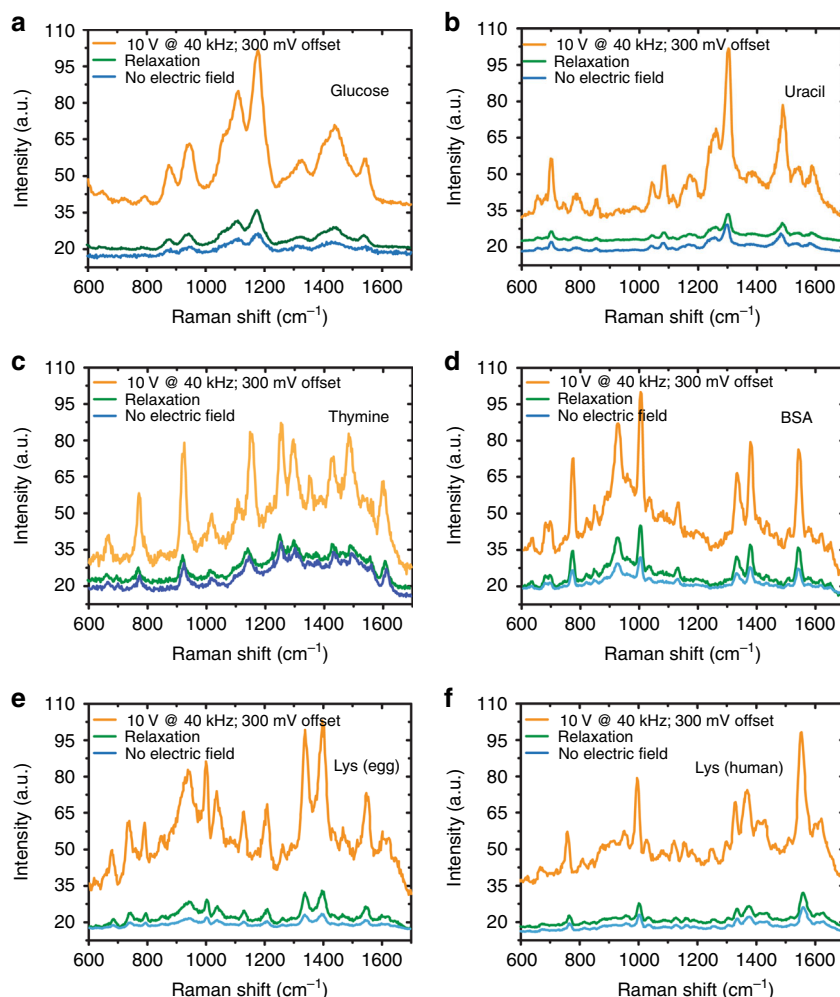 a
110
95
80
65
50
35
20
Intensity (a.u.)
10 V @ 40 kHz; 300 mV offset
Relaxation
No electric field
Glucose
600 800 1000 1200 1400 1600
Raman shift (cm⁻¹)
b
110
95
80
65
50
35
20
Intensity (a.u.)
10 V @ 40 kHz; 300 mV offset
Relaxation
No electric field
Uracil
600 800 1000 1200 1400 1600
Raman shift (cm⁻¹)
c
110
95
80
65
50
35
20
Intensity (a.u.)
10 V @ 40 kHz; 300 mV offset
Relaxation
No electric field
Thymine
600 800 1000 1200 1400 1600
Raman shift (cm⁻¹)
d
110
95
80
65
50
35
20
Intensity (a.u.)
10 V @ 40 kHz; 300 mV offset
Relaxation
No electric field
BSA
600 800 1000 1200 1400 1600
Raman shift (cm⁻¹)
e
110
95
80
65
50
35
20
Intensity (a.u.)
10 V @ 40 kHz; 300 mV offset
Relaxation
No electric field
Lys (egg)
600 800 1000 1200 1400 1600
Raman shift (cm⁻¹)
f
110
95
80
65
50
35
20
Intensity (a.u.)
10 V @ 40 kHz; 300 mV offset
Relaxation
No electric field
Lys (human)
600 800 1000 1200 1400 1600
Raman shift (cm⁻¹)